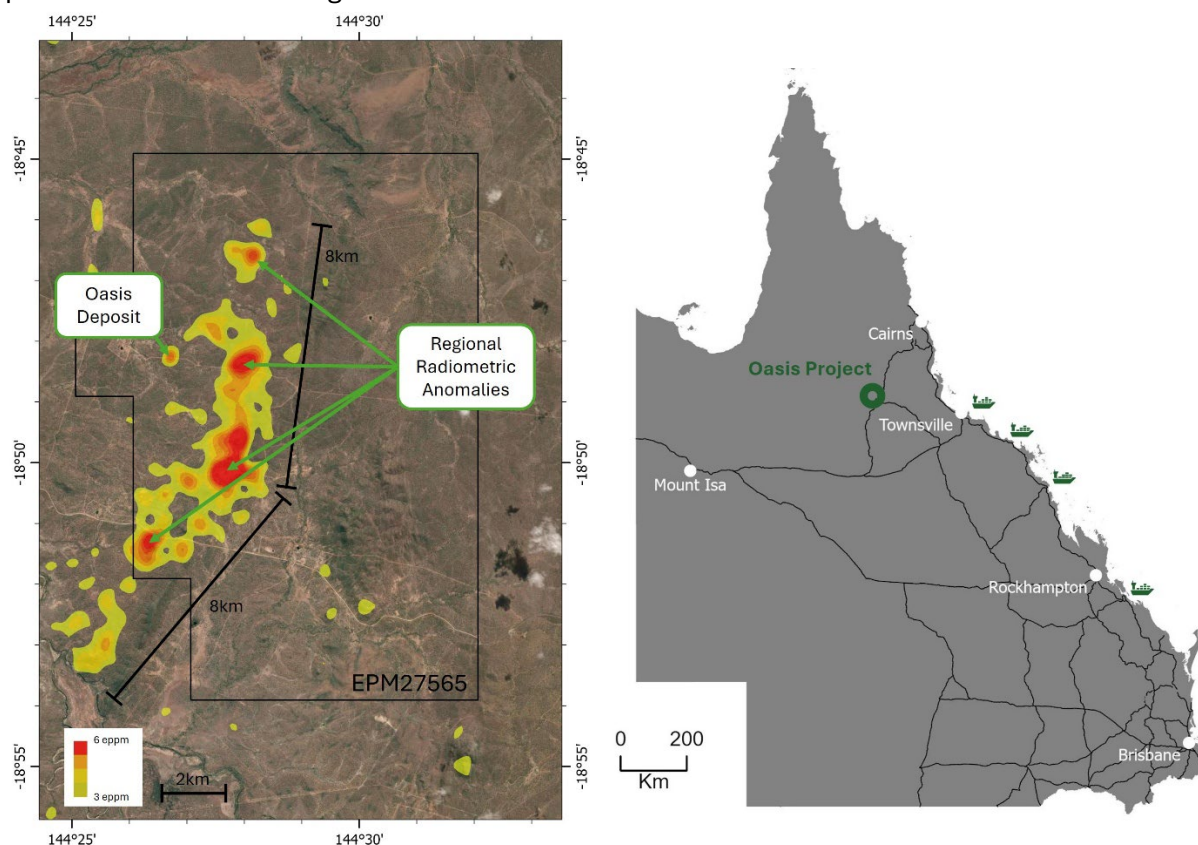 144°25'
144°30'
-18°45'
-18°45'
8km
Oasis
Deposit
Regional
Radiometric
Anomalies
-18°50'
-18°50'
8km
EPM27565
6 eppm
3 eppm
2km
-18°55'
-18°55'
144°25'
144°30'
Cairns
Oasis Project
Townsville
Mount Isa
Rockhampton
0 200
Km
Brisbane